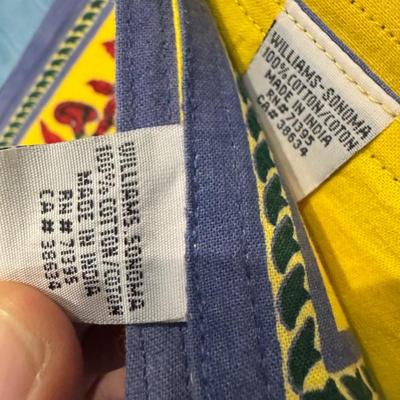 WILLIAMS-SONOMA
100% COTTON/COTON
MADE IN INDIA
RN# 71395
CA# 38634
WILLIAMS-SONOMA
100% COTTON/COTON
MADE IN INDIA
RN# 71395
CA# 38634